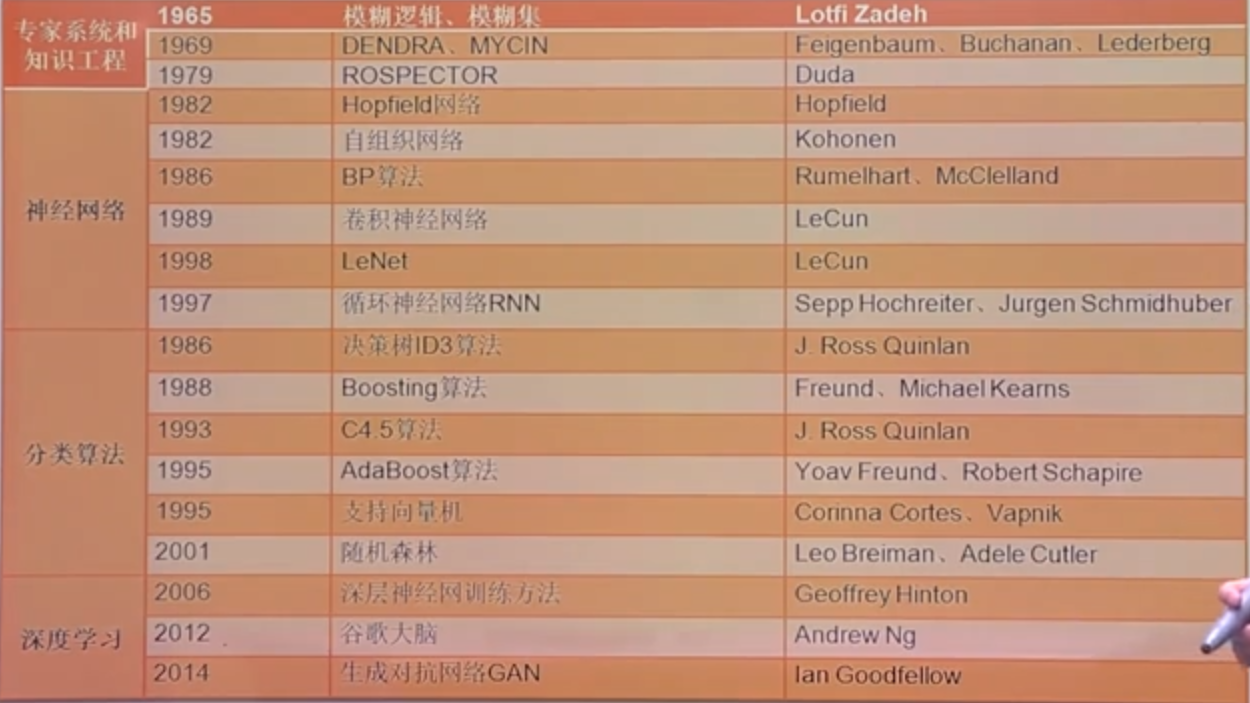 专家系统和
知识工程
1965 模糊逻辑、模糊集 Lotfi Zadeh
1969 DENDRA、MYCIN Feigenbaum、Buchanan、Lederberg
1979 ROSPECTOR Duda
神经网络
1982 Hopfield网络 Hopfield
1982 自组织网络 Kohonen
1986 BP算法 Rumelhart、McClelland
1989 卷积神经网络 LeCun
1998 LeNet LeCun
1997 循环神经网络RNN Sepp Hochreiter、Jurgen Schmidhuber
分类算法
1986 决策树ID3算法 J. Ross Quinlan
1988 Boosting算法 Freund、Michael Kearns
1993 C4.5算法 J. Ross Quinlan
1995 AdaBoost算法 Yoav Freund、Robert Schapire
1995 支持向量机 Corinna Cortes、Vapnik
2001 随机森林 Leo Breiman、Adele Cutler
深度学习
2006 深层神经网训练方法 Geoffrey Hinton
2012 谷歌大脑 Andrew Ng
2014 生成对抗网络GAN Ian Goodfellow